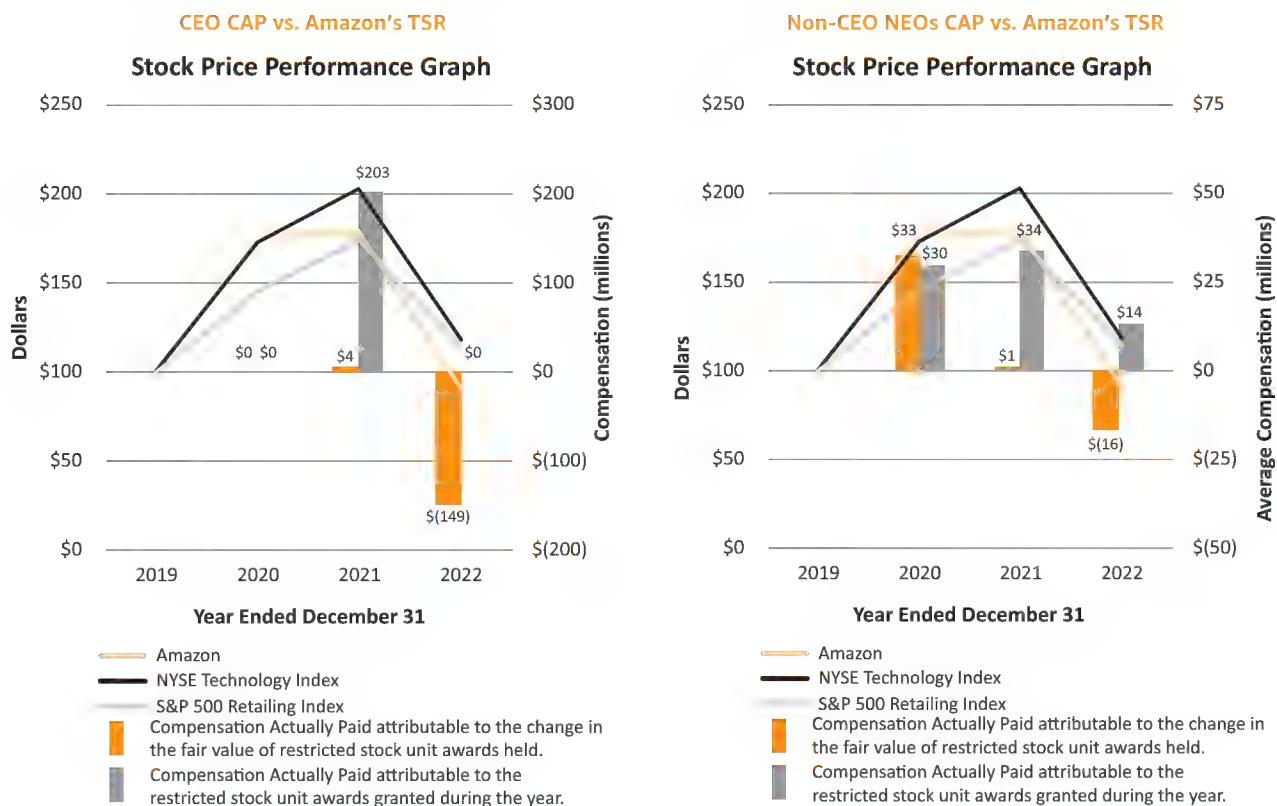 CEO CAP vs. Amazon's TSR
Stock Price Performance Graph
$250
$200
$150
$100
$50
$0
Dollars
$300
$200
$100
$0
$(100)
$(200)
Compensation (millions)
$0 $0
$4
$203
$(149)
$0
2019 2020 2021 2022
Year Ended December 31
Amazon
NYSE Technology Index
S&P 500 Retailing Index
Compensation Actually Paid attributable to the change in
the fair value of restricted stock unit awards held.
Compensation Actually Paid attributable to the
restricted stock unit awards granted during the year.
Non-CEO NEOs CAP vs. Amazon's TSR
Stock Price Performance Graph
$250
$200
$150
$100
$50
$0
Dollars
$75
$50
$25
$0
$(25)
$(50)
Average Compensation (millions)
$33
$30
$1
$34
$(16)
$14
2019 2020 2021 2022
Year Ended December 31
Amazon
NYSE Technology Index
S&P 500 Retailing Index
Compensation Actually Paid attributable to the change in
the fair value of restricted stock unit awards held.
Compensation Actually Paid attributable to the
restricted stock unit awards granted during the year.